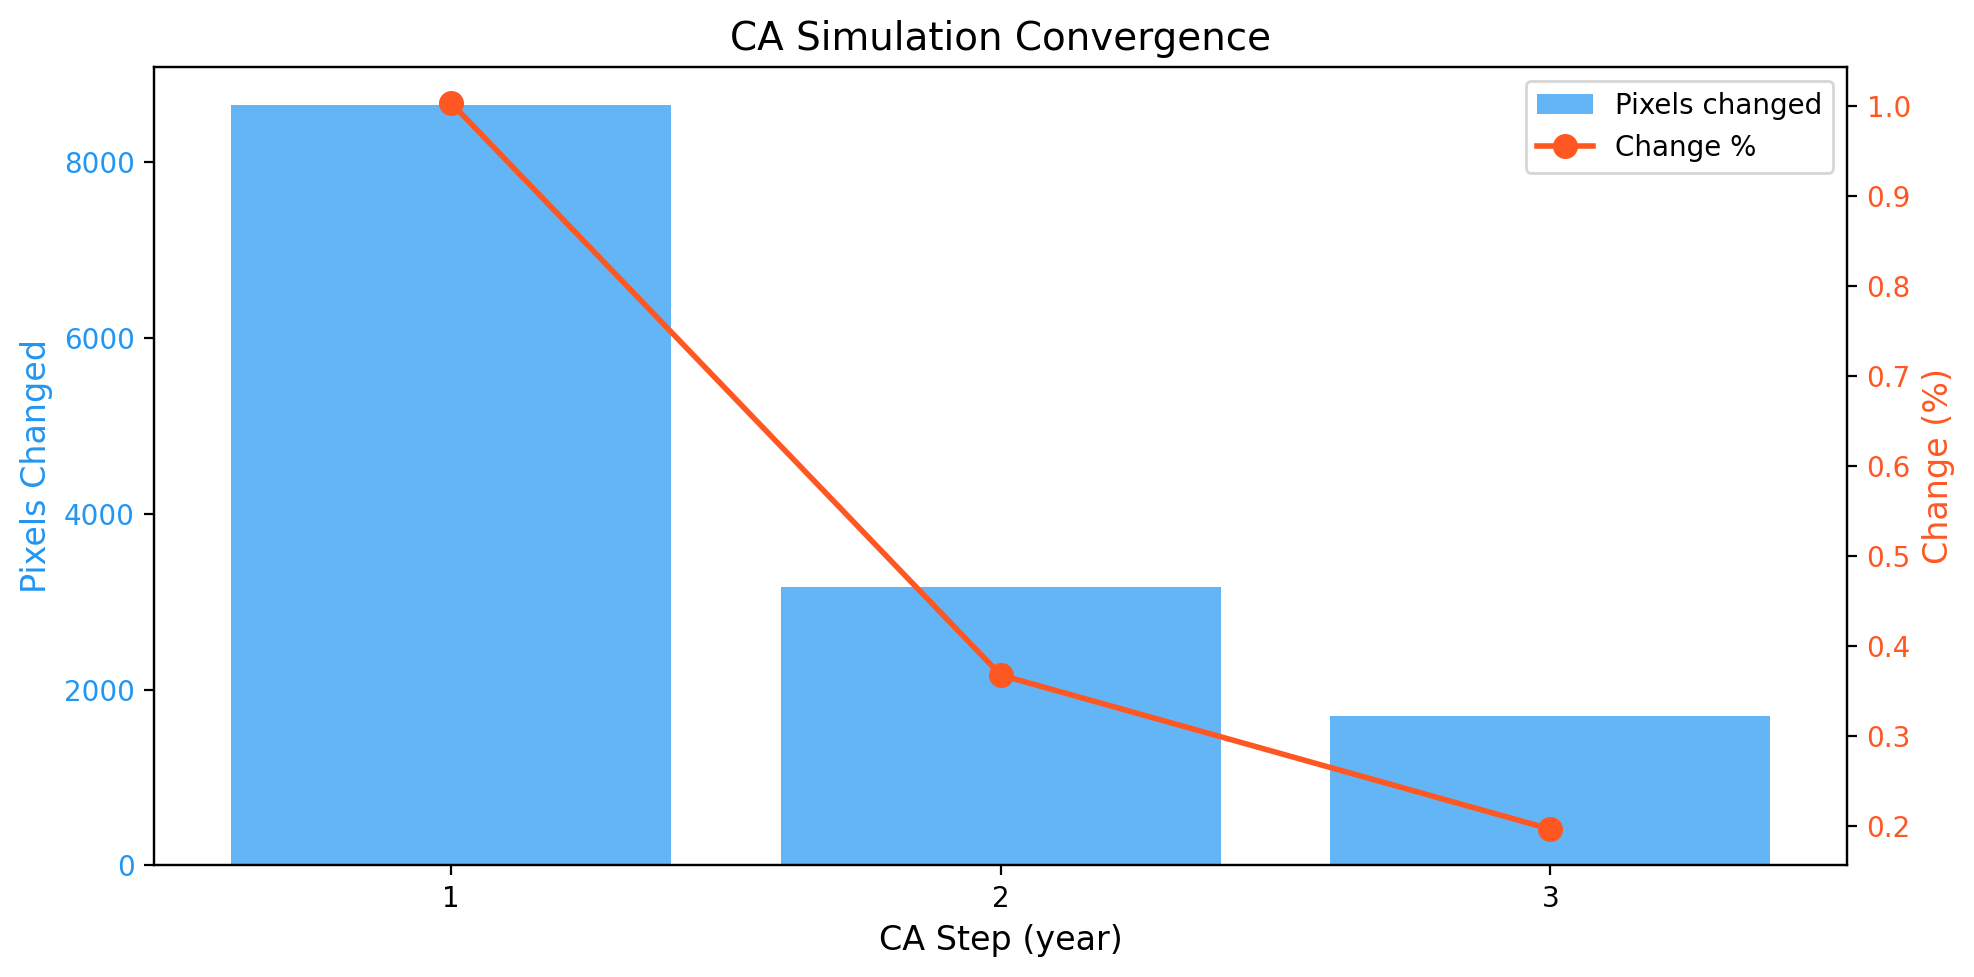 CA Simulation Convergence
Pixels changed
Change %
Pixels Changed
8000
6000
4000
2000
0
1.0
0.9
0.8
0.7
0.6
0.5
0.4
0.3
0.2
Change (%)
1 2 3
CA Step (year)